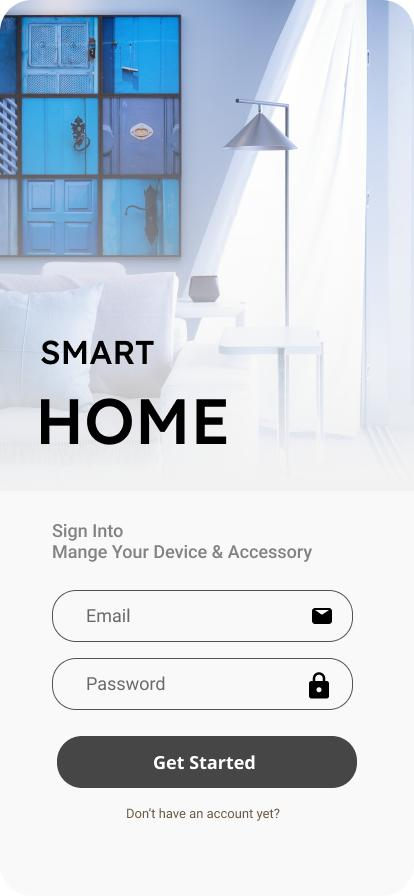 SMART
HOME
Sign Into
Mange Your Device & Accessory
Email
Password
Get Started
Don't have an account yet?